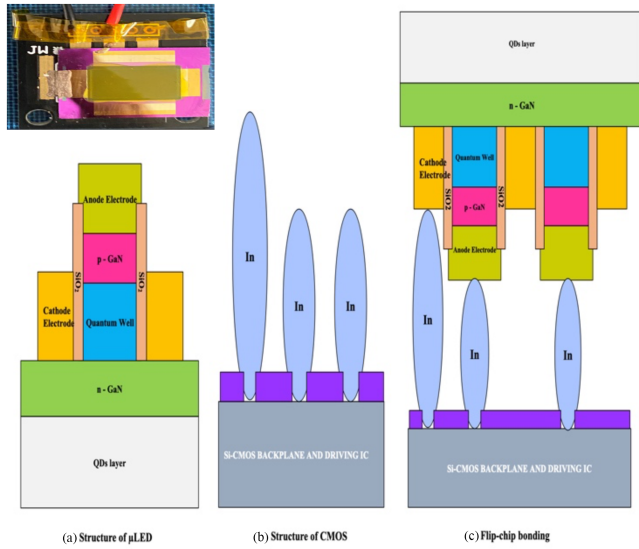 JM
QDs layer
n - GaN
Cathode
Electrode
SiO2
Quantum Well
SiO2
p - GaN
Anode Electrode
In
In
In
Si-CMOS BACKPLANE AND DRIVING IC
Anode Electrode
p - GaN
SiO2
SiO2
Cathode
Electrode
Quantum Well
n - GaN
QDs layer
In
In
In
Si-CMOS BACKPLANE AND DRIVING IC
(a) Structure of μLED
(b) Structure of CMOS
(c) Flip-chip bonding